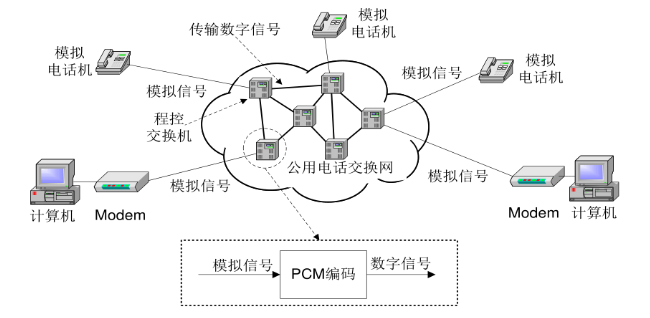 传输数字信号
模拟
电话机
模拟
电话机
模拟
电话机
模拟信号
模拟信号
程控
交换机
公用电话交换网
模拟信号
模拟信号
计算机
Modem
Modem
计算机
模拟信号
PCM编码
数字信号